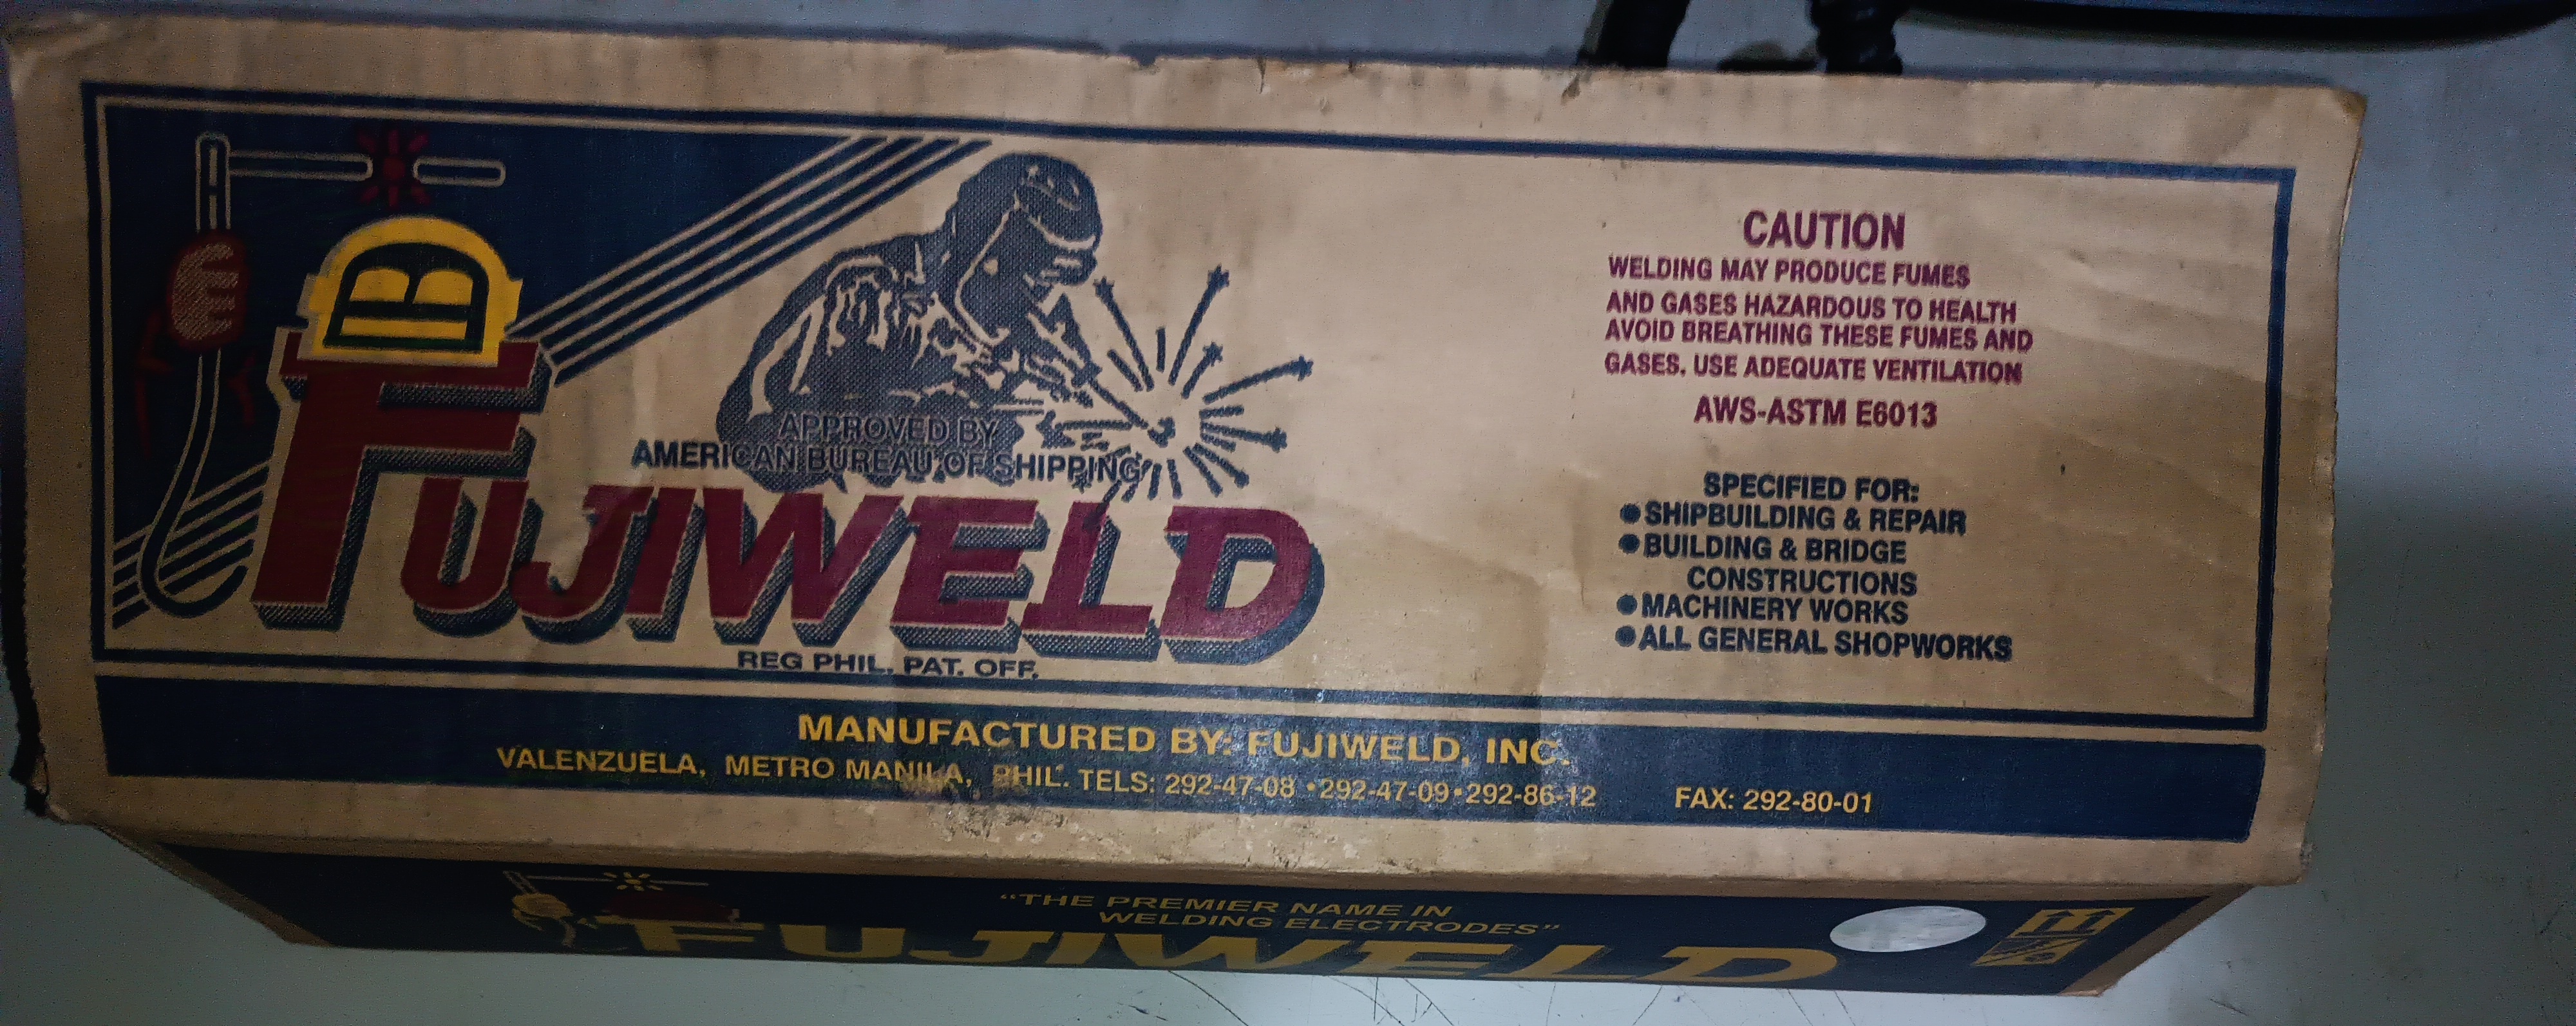 B
FUJIWELD
APPROVED BY
AMERICAN BUREAU OF SHIPPING
REG PHIL. PAT. OFF.
CAUTION
WELDING MAY PRODUCE FUMES
AND GASES HAZARDOUS TO HEALTH
AVOID BREATHING THESE FUMES AND
GASES. USE ADEQUATE VENTILATION
AWS-ASTM E6013
SPECIFIED FOR:
●SHIPBUILDING & REPAIR
●BUILDING & BRIDGE
CONSTRUCTIONS
●MACHINERY WORKS
●ALL GENERAL SHOPWORKS
MANUFACTURED BY: FUJIWELD, INC.
VALENZUELA, METRO MANILA, PHIL. TELS: 292-47-08 •292-47-09•292-86-12 FAX: 292-80-01
“THE PREMIER NAME IN
WELDING ELECTRODES”
FUJIWELD